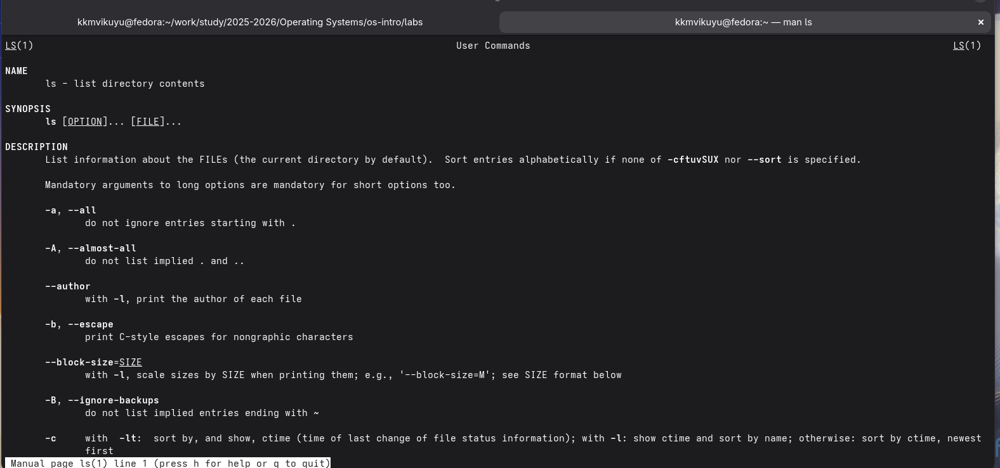 kkmvikuyu@fedora:~/work/study/2025-2026/Operating Systems/os-intro/labs
kkmvikuyu@fedora:~ — man ls ×
LS(1) User Commands LS(1)
NAME
ls - list directory contents
SYNOPSIS
ls [OPTION]... [FILE]...
DESCRIPTION
List information about the FILEs (the current directory by default). Sort entries alphabetically if none of -cftuvSUX nor --sort is specified.
Mandatory arguments to long options are mandatory for short options too.
-a, --all
do not ignore entries starting with .
-A, --almost-all
do not list implied . and ..
--author
with -l, print the author of each file
-b, --escape
print C-style escapes for nongraphic characters
--block-size=SIZE
with -l, scale sizes by SIZE when printing them; e.g., '--block-size=M'; see SIZE format below
-B, --ignore-backups
do not list implied entries ending with ~
-c with -lt: sort by, and show, ctime (time of last change of file status information); with -l: show ctime and sort by name; otherwise: sort by ctime, newest
first
Manual page ls(1) line 1 (press h for help or q to quit)